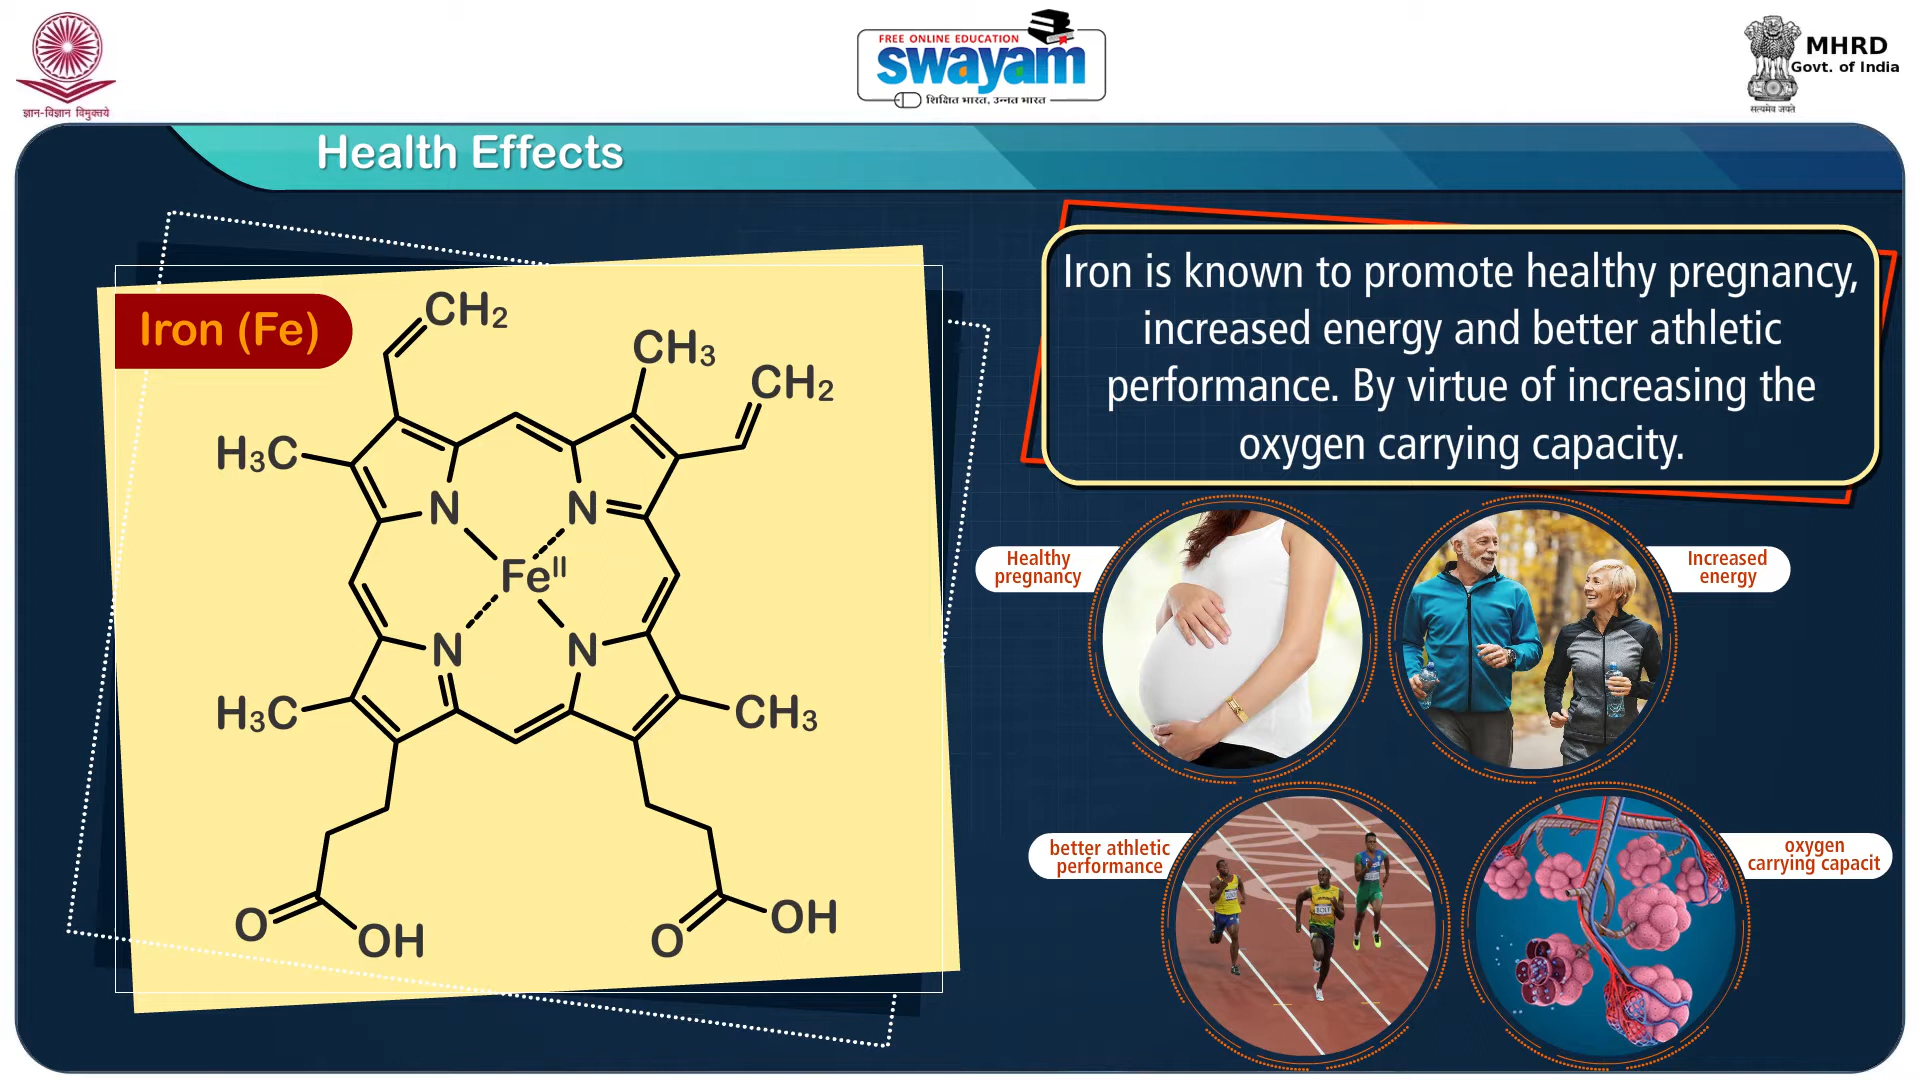 ज्ञान-विज्ञान विमुक्तये
FREE ONLINE EDUCATION
swayam
शिक्षित भारत, उन्नत भारत
सत्यमेव जयते
MHRD
Govt. of India
Health Effects
Iron (Fe)
CH2
CH3
CH2
H3C
N
N
FeII
N
N
H3C
CH3
O
OH
O
OH
Iron is known to promote healthy pregnancy,
increased energy and better athletic
performance. By virtue of increasing the
oxygen carrying capacity.
Healthy
pregnancy
Increased
energy
better athletic
performance
BOLT
oxygen
carrying capacit